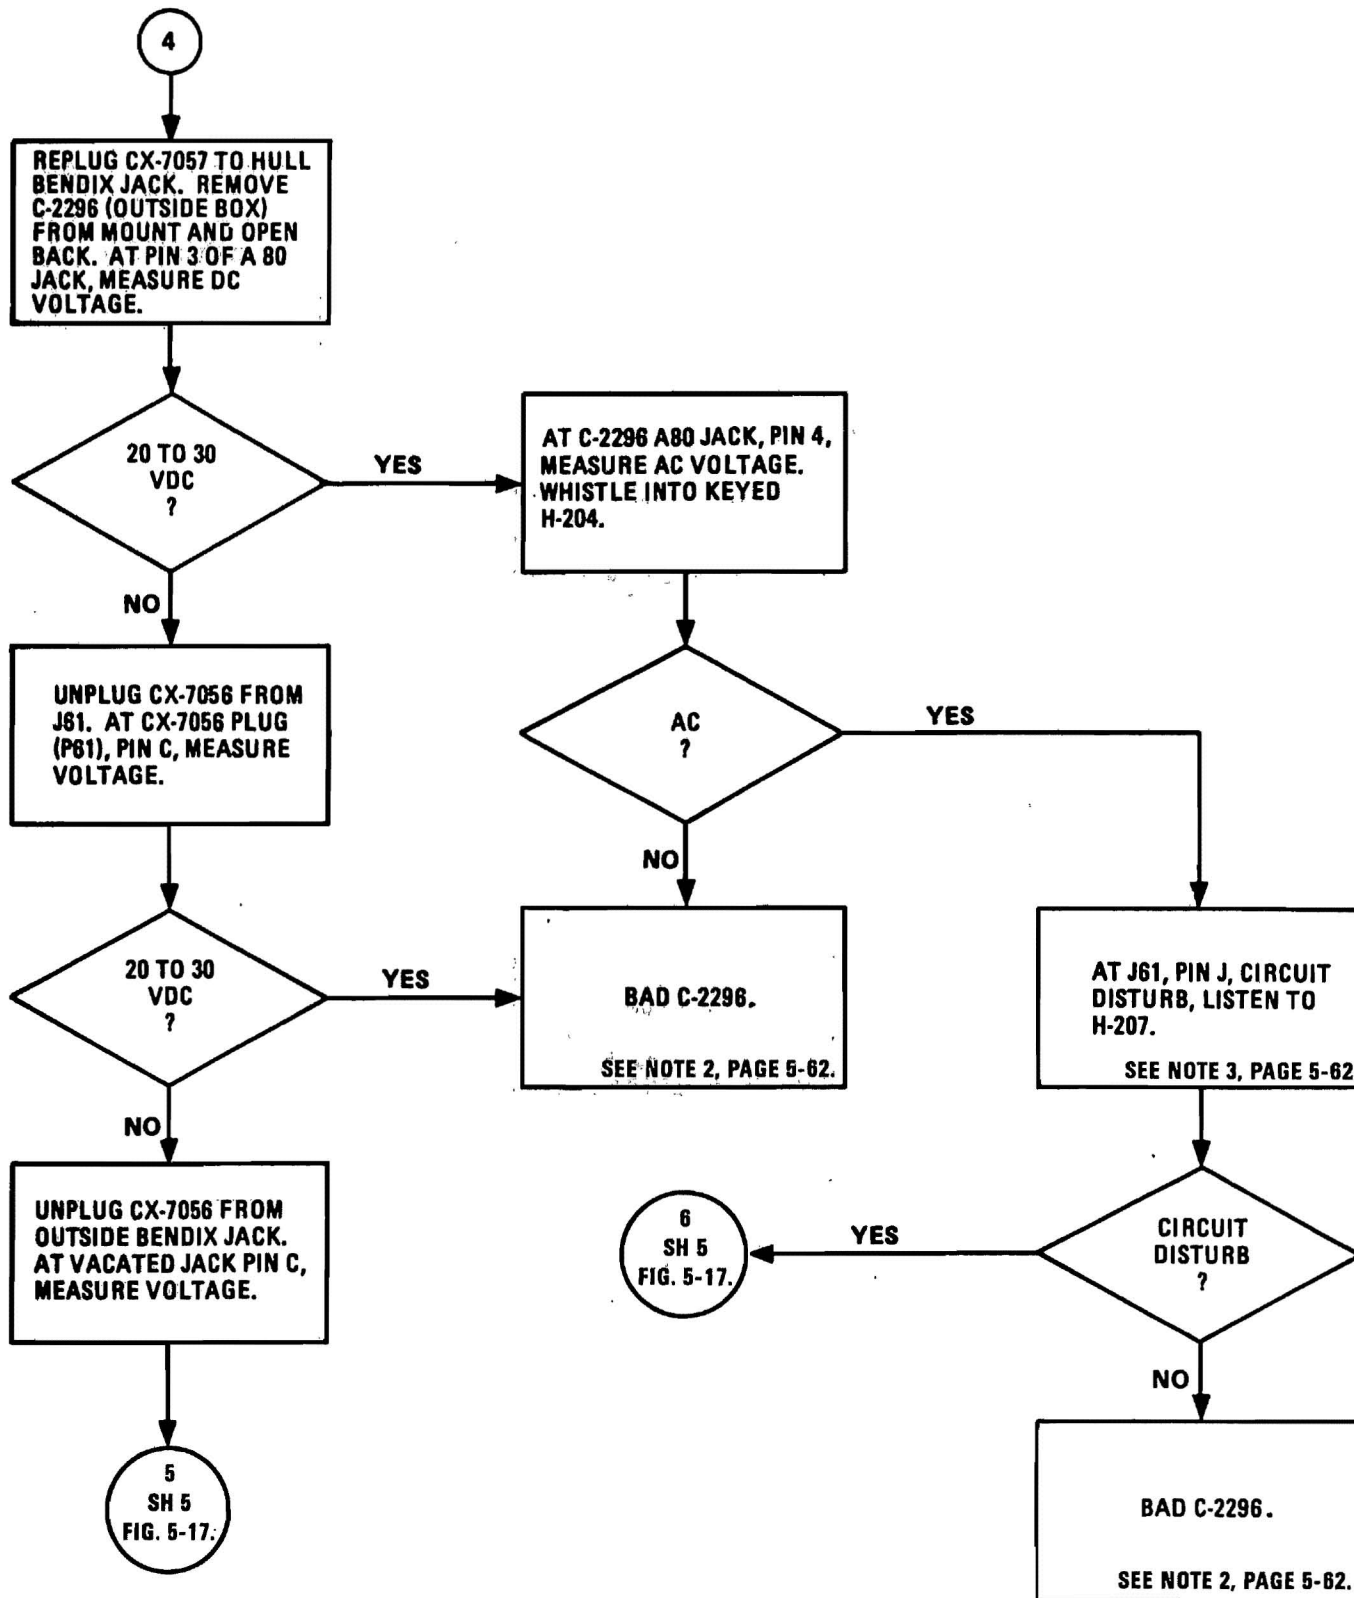 4
REPLUG CX-7057 TO HULL
BENDIX JACK. REMOVE
C-2296 (OUTSIDE BOX)
FROM MOUNT AND OPEN
BACK. AT PIN 3 OF A 80
JACK, MEASURE DC
VOLTAGE.
20 TO 30
VDC
?
YES
NO
AT C-2296 A80 JACK, PIN 4,
MEASURE AC VOLTAGE.
WHISTLE INTO KEYED
H-204.
UNPLUG CX-7056 FROM
J61. AT CX-7056 PLUG
(P61), PIN C, MEASURE
VOLTAGE.
AC
?
YES
NO
20 TO 30
VDC
?
YES
NO
BAD C-2296.
SEE NOTE 2, PAGE 5-62.
AT J61, PIN J, CIRCUIT
DISTURB, LISTEN TO
H-207.
SEE NOTE 3, PAGE 5-62
UNPLUG CX-7056 FROM
OUTSIDE BENDIX JACK.
AT VACATED JACK PIN C,
MEASURE VOLTAGE.
6
SH 5
FIG. 5-17.
YES
CIRCUIT
DISTURB
?
NO
5
SH 5
FIG. 5-17.
BAD C-2296.
SEE NOTE 2, PAGE 5-62.